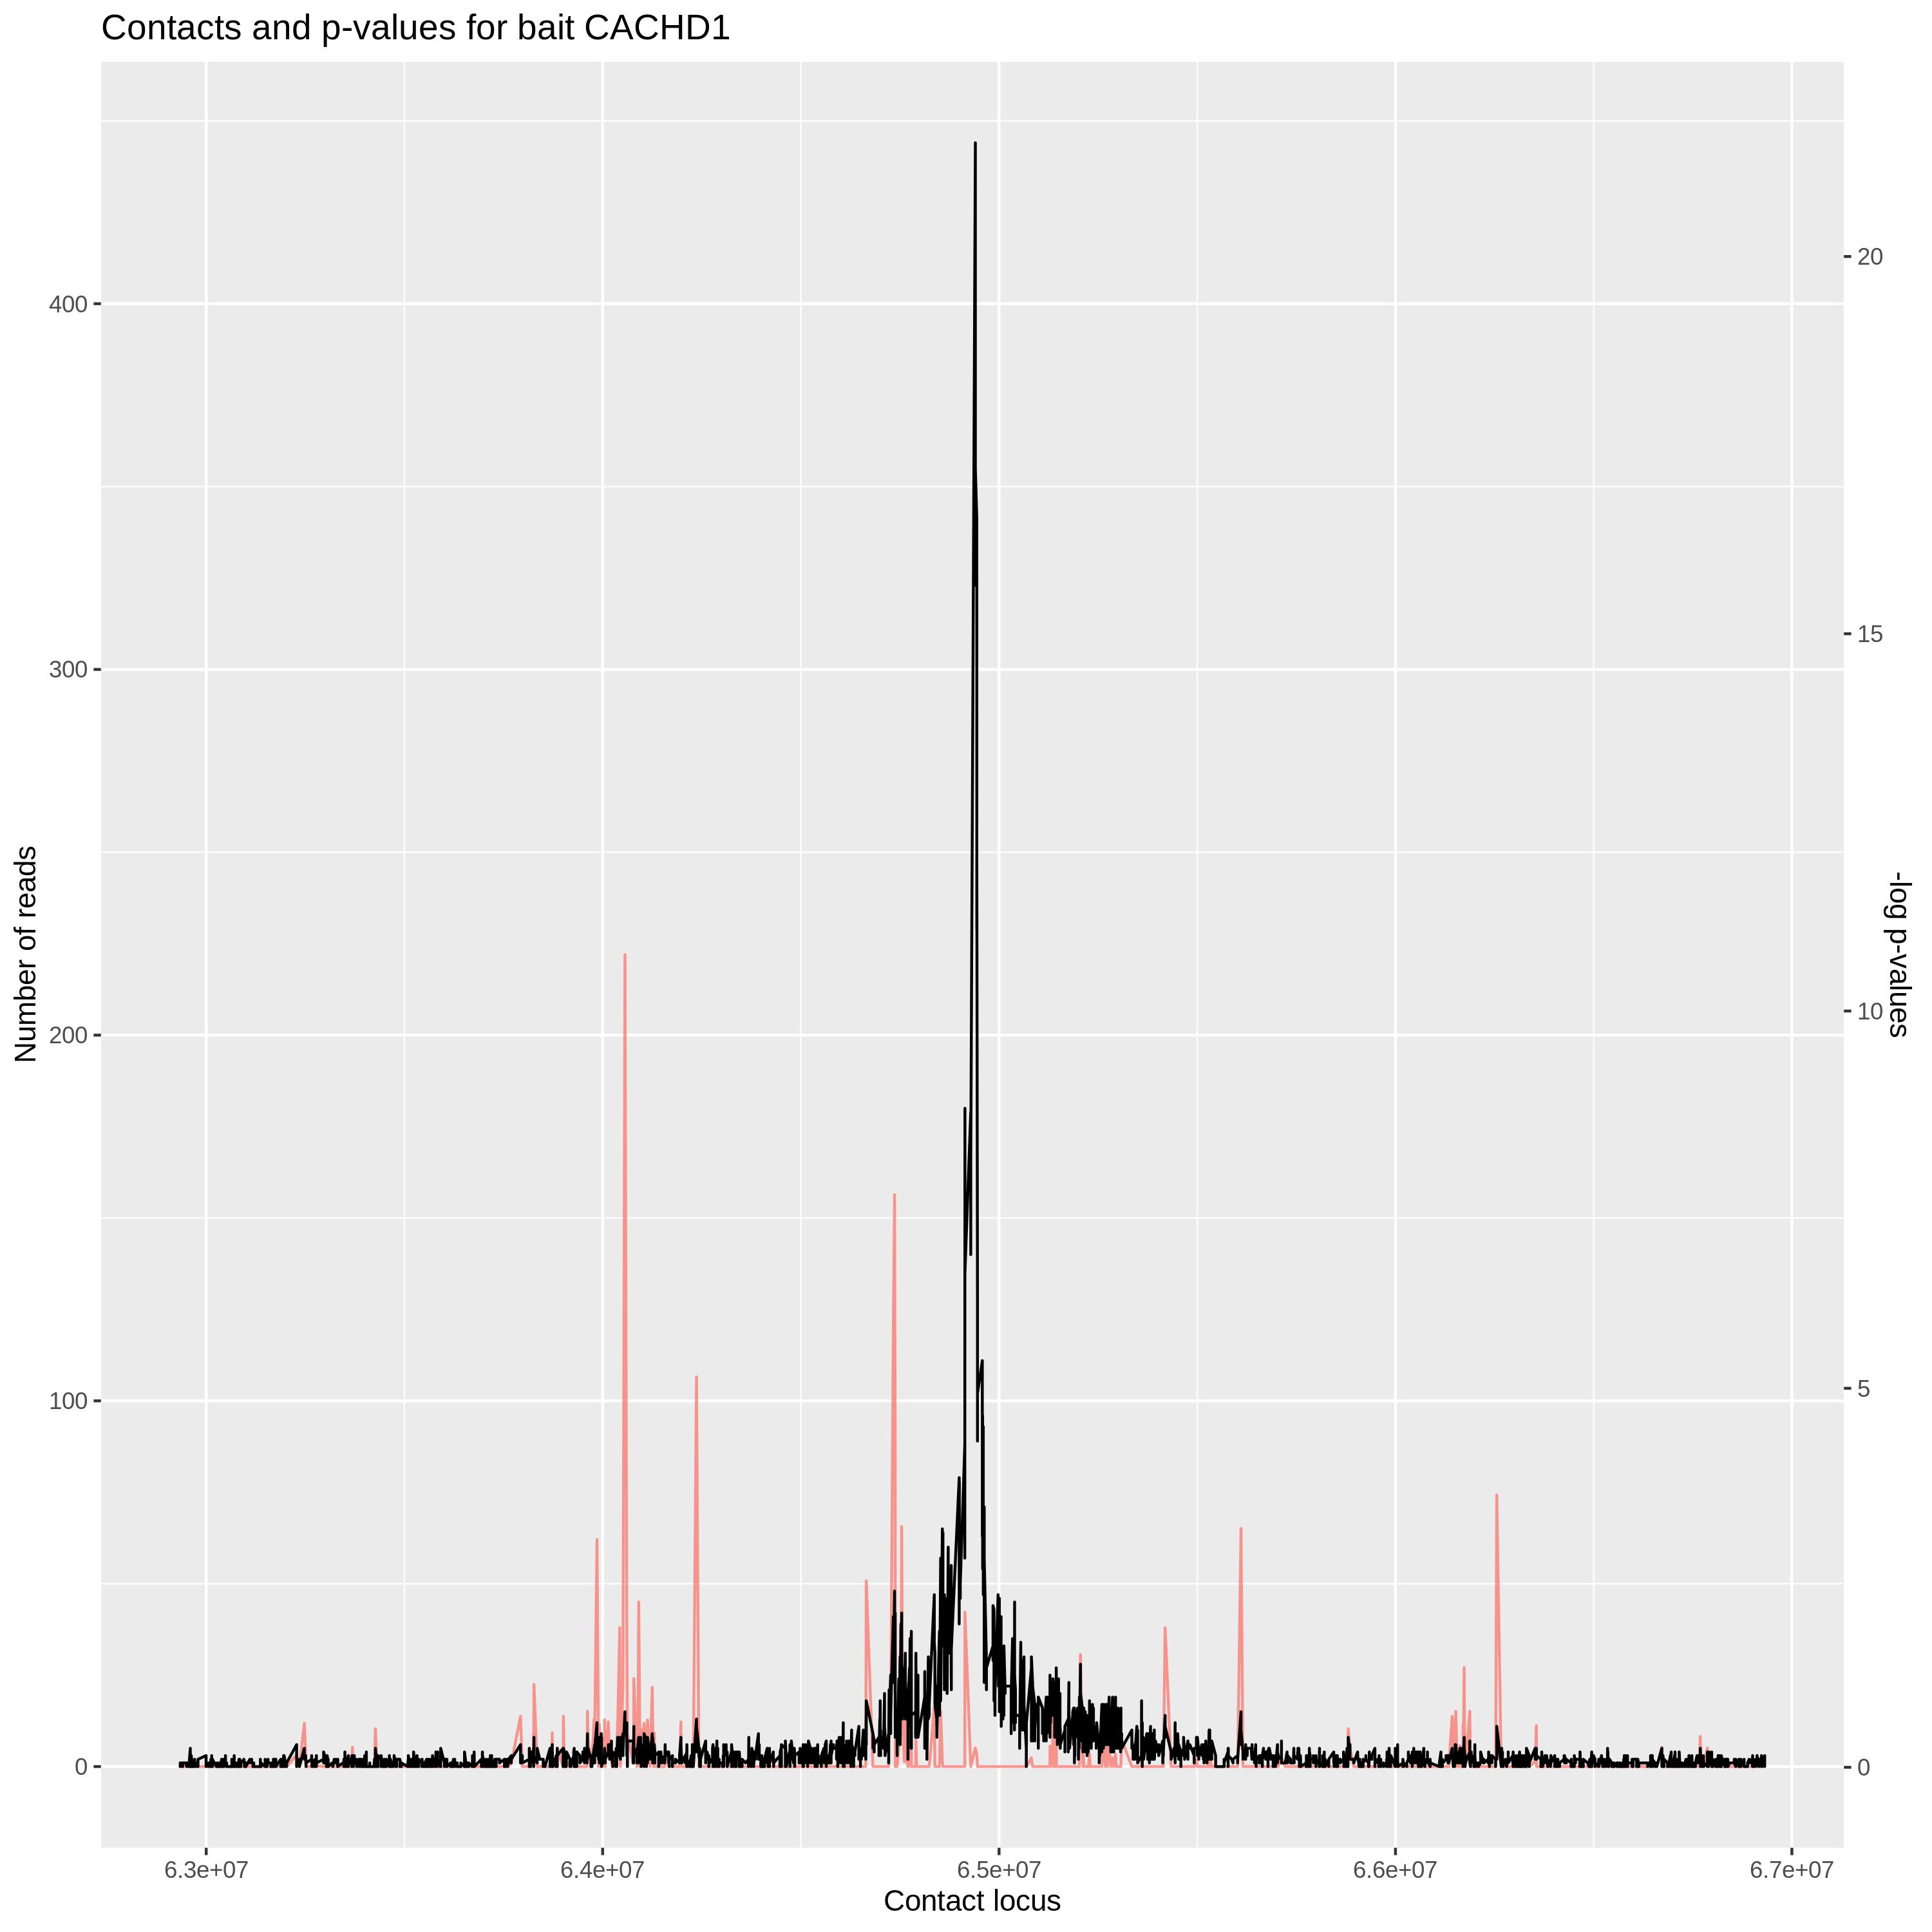 Contacts and p-values for bait CACHD1
Number of reads
400
300
200
100
0
20
15
10
5
0
-log p-values
6.3e+07 6.4e+07 6.5e+07 6.6e+07 6.7e+07
Contact locus